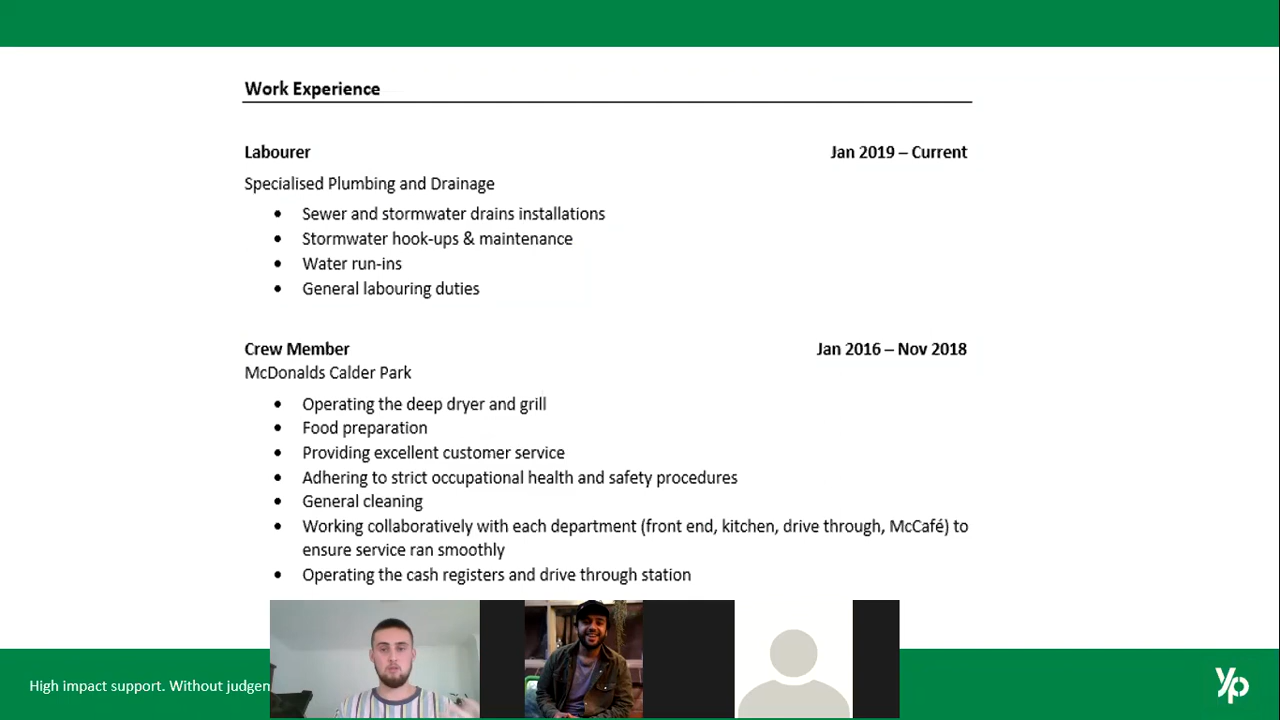 Work Experience
Labourer Jan 2019 – Current
Specialised Plumbing and Drainage
• Sewer and stormwater drains installations
• Stormwater hook-ups & maintenance
• Water run-ins
• General labouring duties
Crew Member Jan 2016 – Nov 2018
McDonalds Calder Park
• Operating the deep dryer and grill
• Food preparation
• Providing excellent customer service
• Adhering to strict occupational health and safety procedures
• General cleaning
• Working collaboratively with each department (front end, kitchen, drive through, McCafé) to
ensure service ran smoothly
• Operating the cash registers and drive through station
High impact support. Without judgen
yp